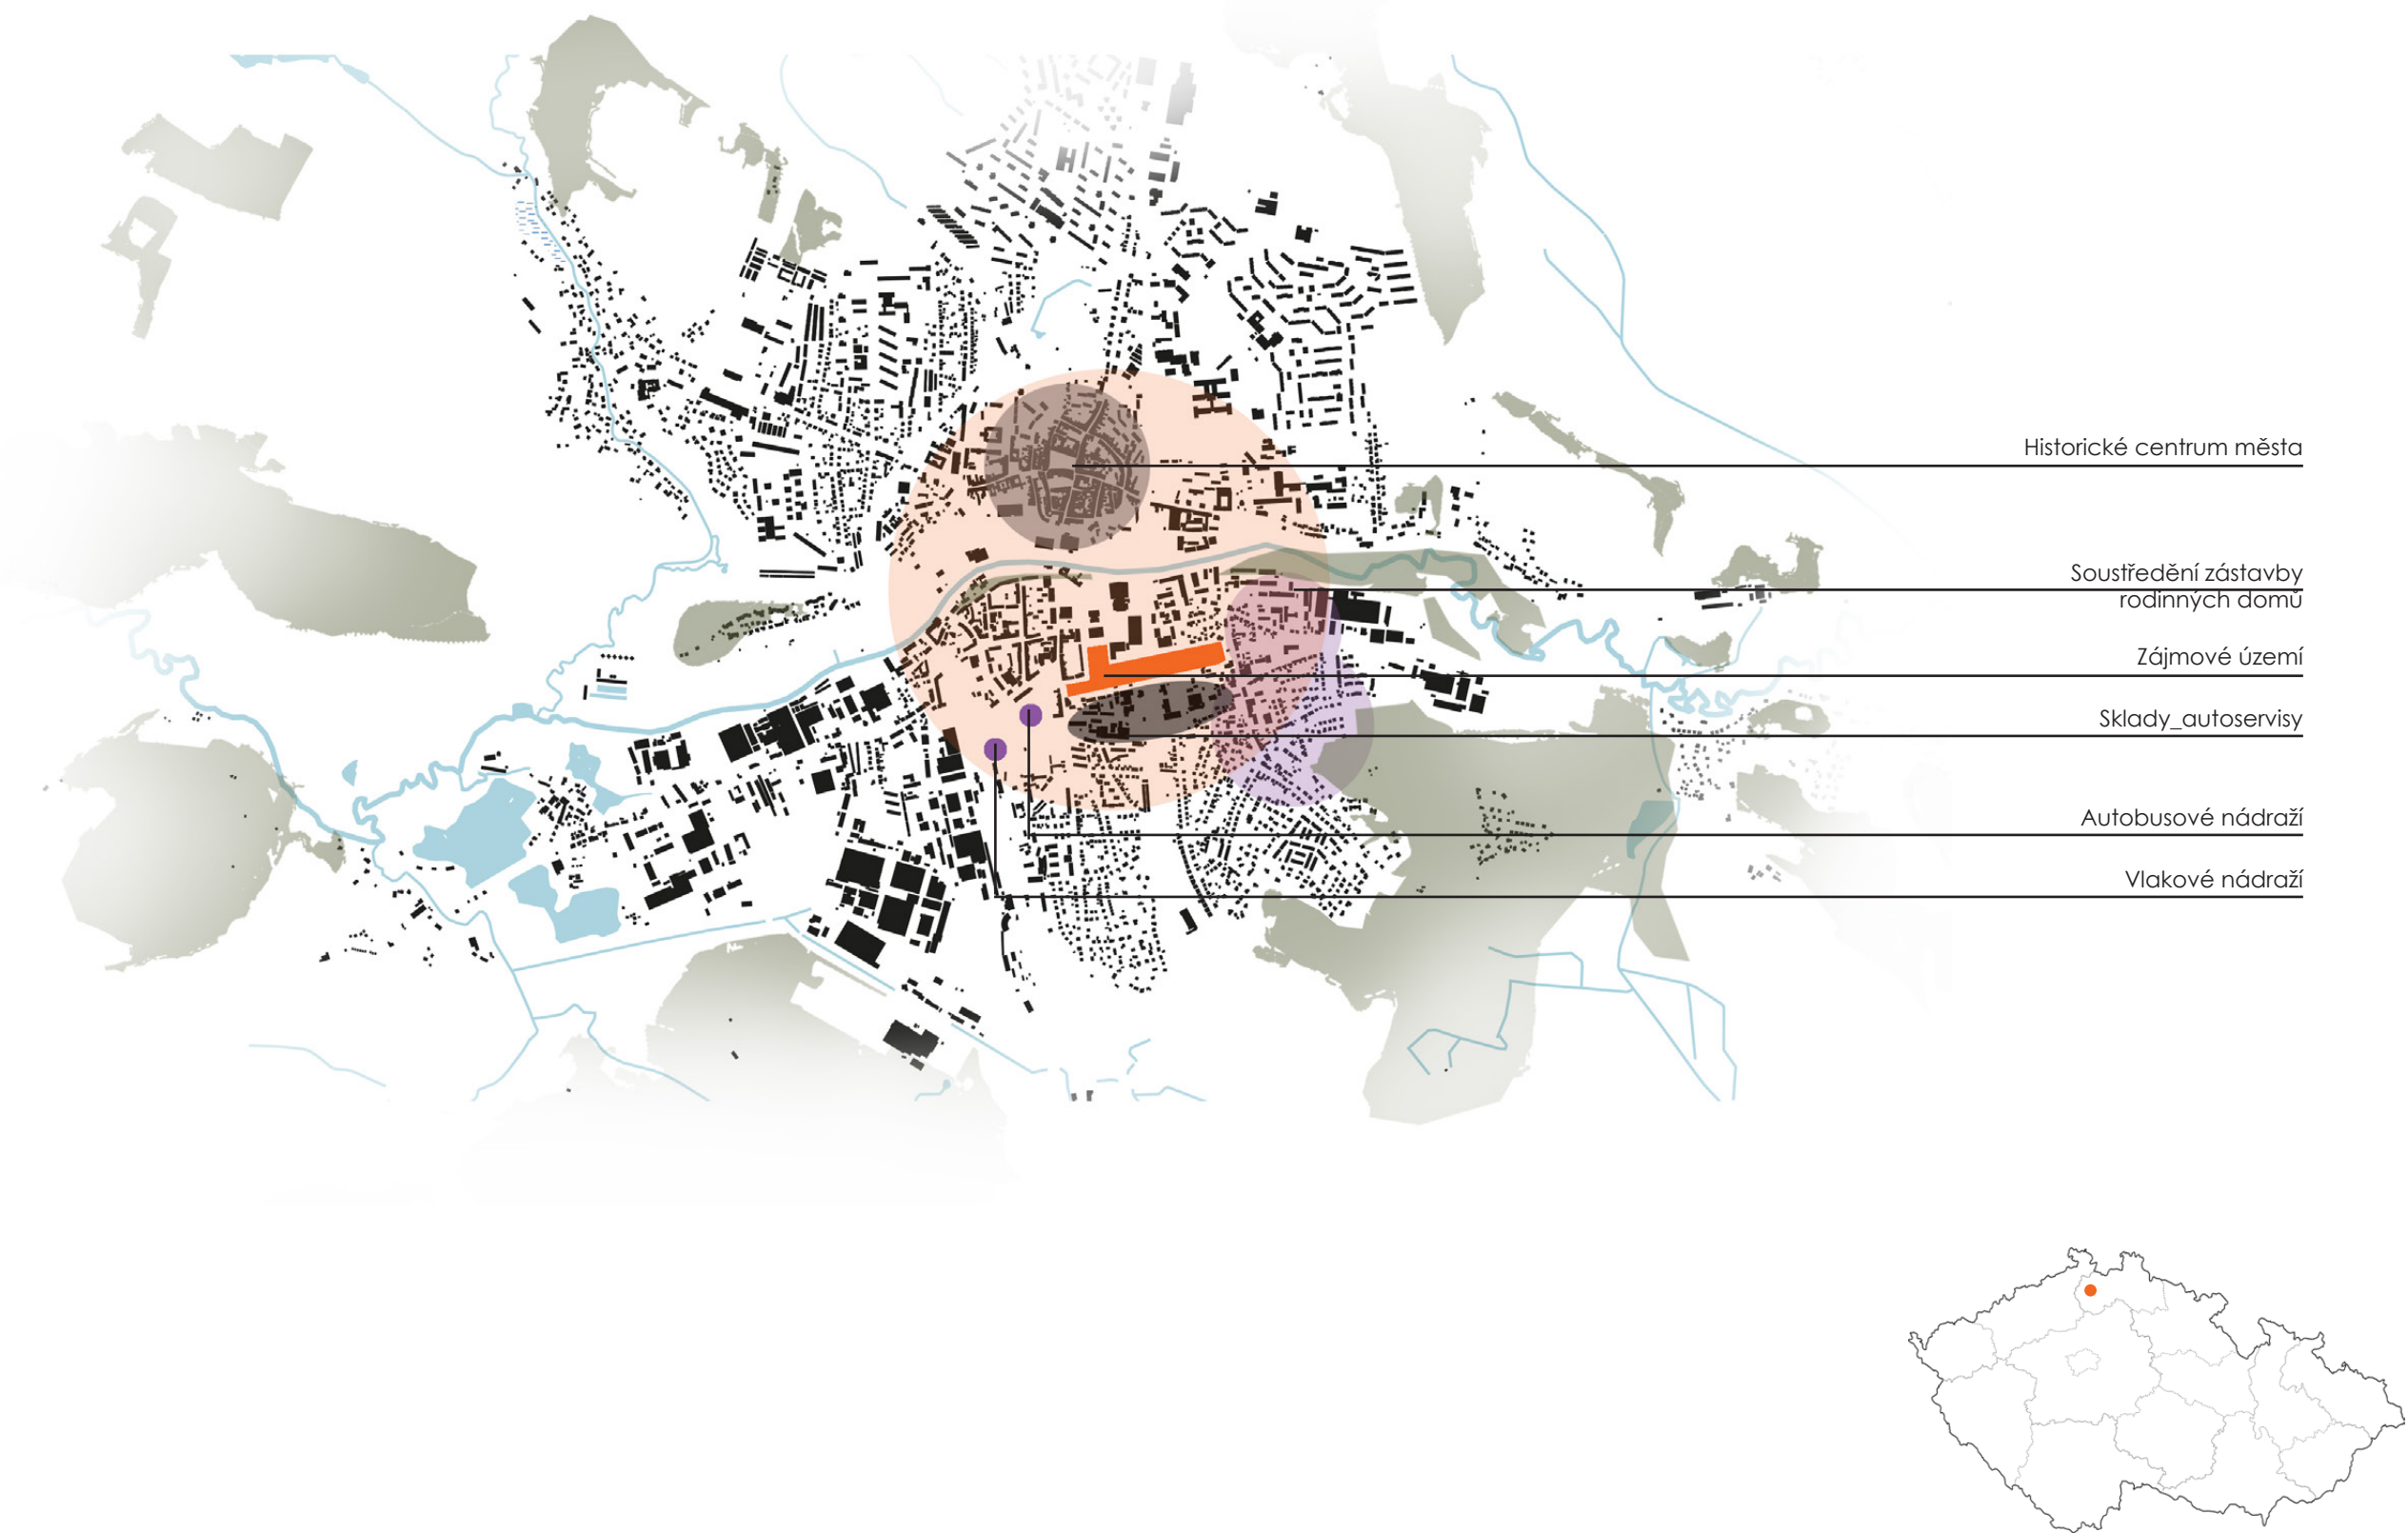 Historické centrum města
Soustředění zástavby
rodinných domů
Zájmové území
Sklady_autoservisy
Autobusové nádraží
Vlakové nádraží